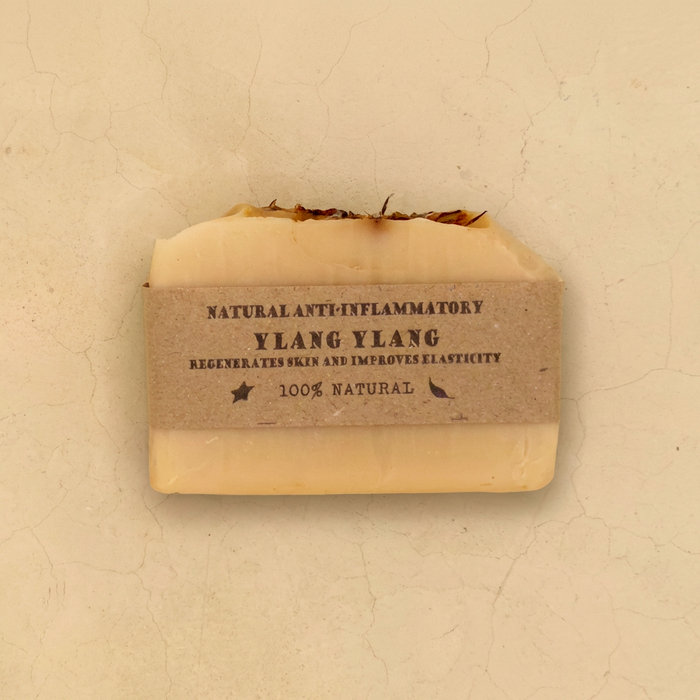 NATURAL ANTI-INFLAMMATORY
YLANG YLANG
REGENERATES SKIN AND IMPROVES ELASTICITY
100% NATURAL